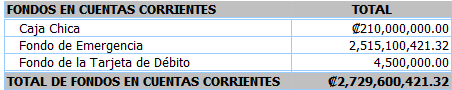 FONDOS EN CUENTAS CORRIENTES TOTAL
Caja Chica ₡210,000,000.00
Fondo de Emergencia 2,515,100,421.32
Fondo de la Tarjeta de Débito 4,500,000.00
TOTAL DE FONDOS EN CUENTAS CORRIENTES ₡2,729,600,421.32